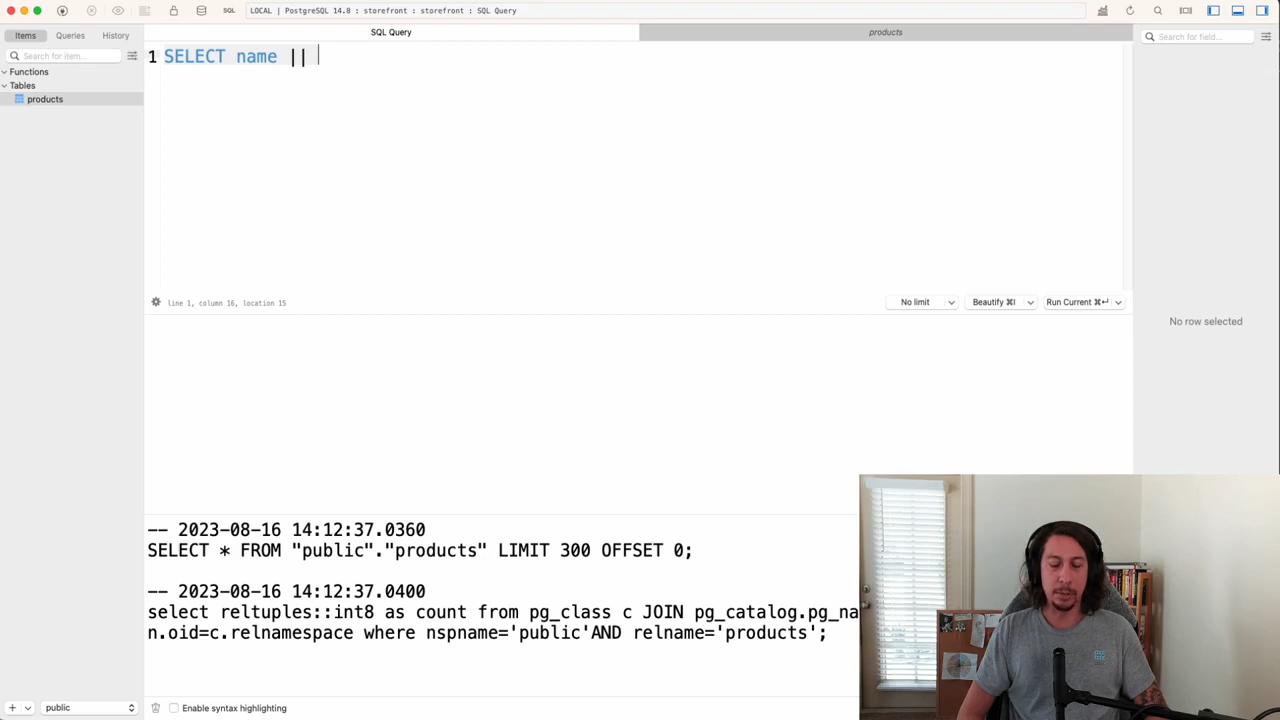 SQL
LOCAL | PostgreSQL 14.8 : storefront : storefront : SQL Query
Items
Queries
History
SQL Query
products
Search for item...
Search for field...
Functions
Tables
products
1 SELECT name ||
line 1, column 16, location 15
No limit
Beautify ⌘I
Run Current ⌘↵
No row selected
-- 2023-08-16 14:12:37.0360
SELECT * FROM "public"."products" LIMIT 300 OFFSET 0;
-- 2023-08-16 14:12:37.0400
select reltuples::int8 as count from pg_class c JOIN pg_catalog.pg_na
n.oid=c.relnamespace where nspname='public'AND relname='products';
+
public
Enable syntax highlighting